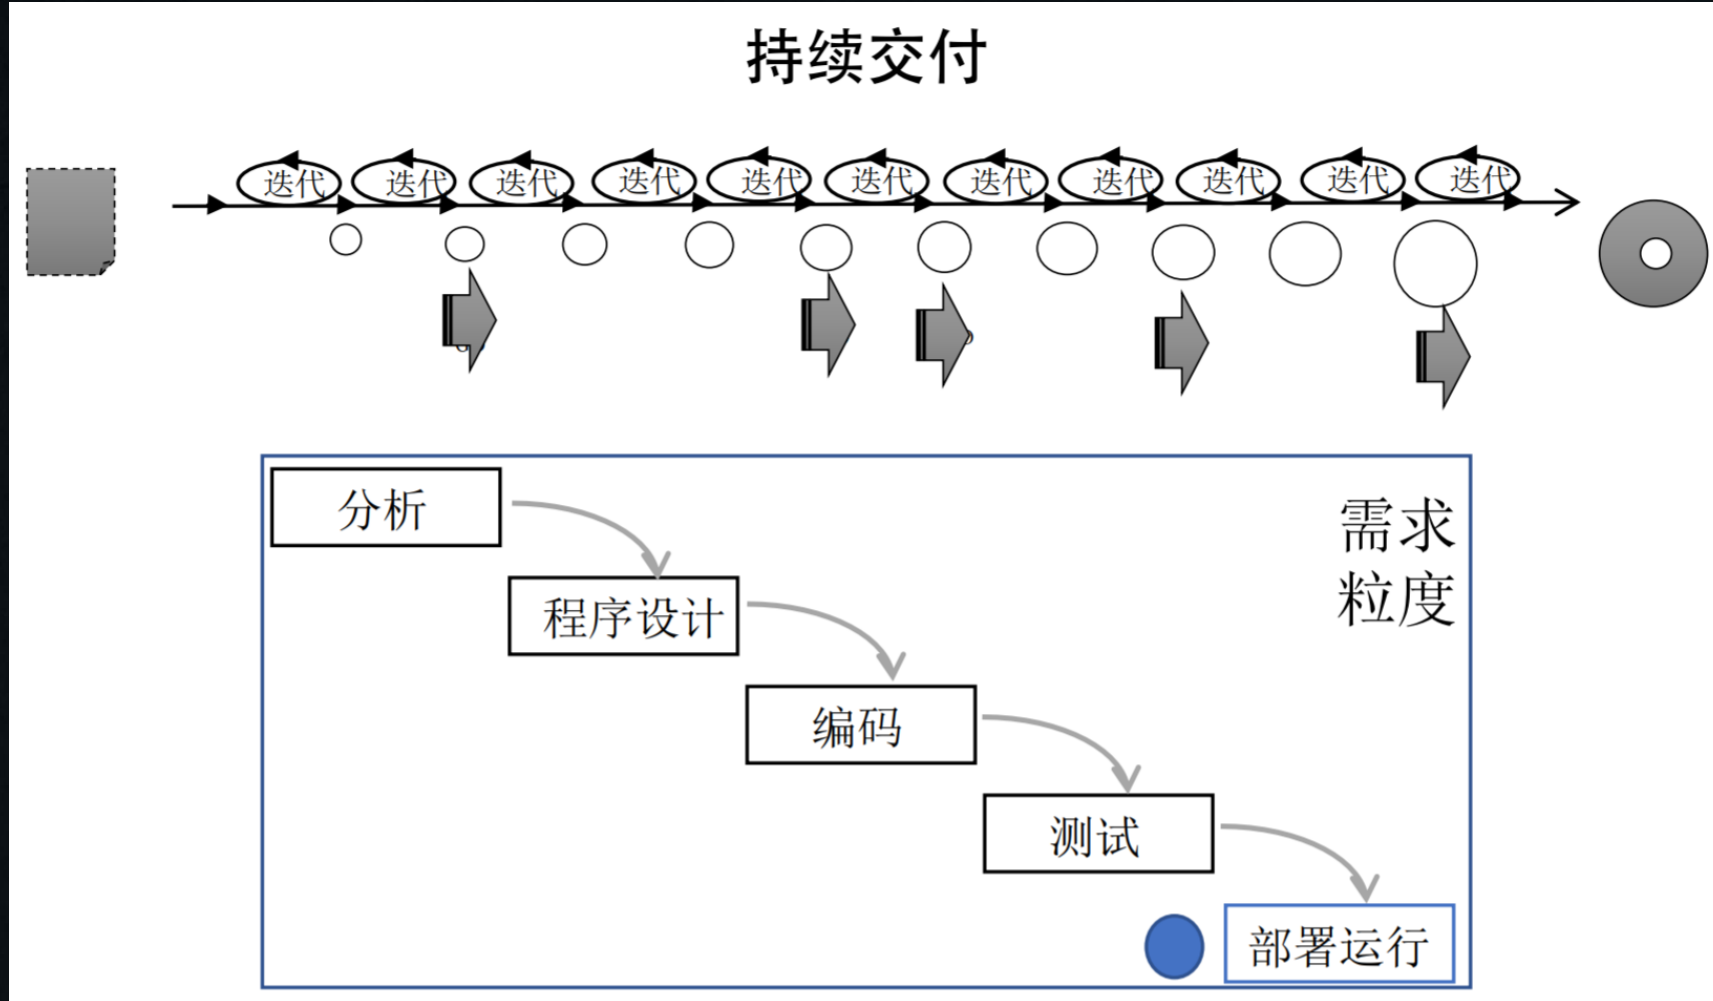 持续交付
迭代 迭代 迭代 迭代 迭代 迭代 迭代 迭代 迭代 迭代 迭代
分析
需求
粒度
程序设计
编码
测试
部署运行